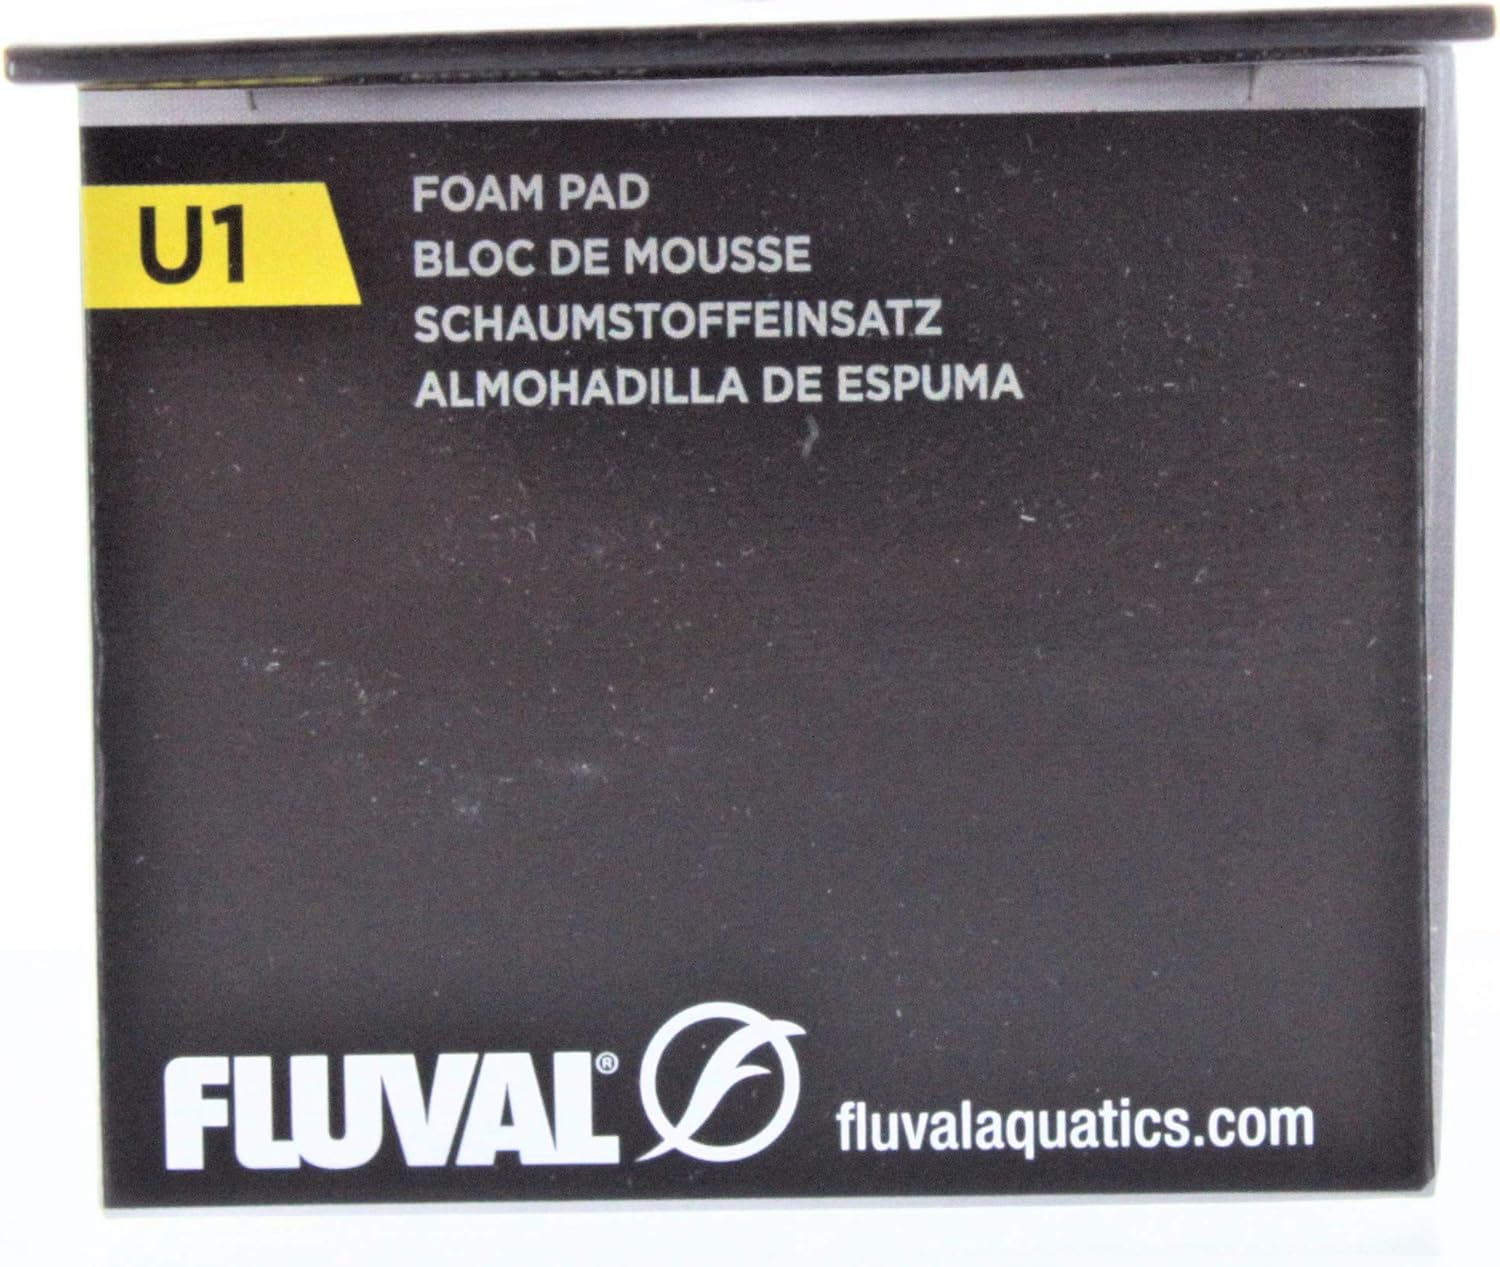 U1
FOAM PAD
BLOC DE MOUSSE
SCHAUMSTOFFEINSATZ
ALMOHADILLA DE ESPUMA
FLUVAL®
fluvalaquatics.com